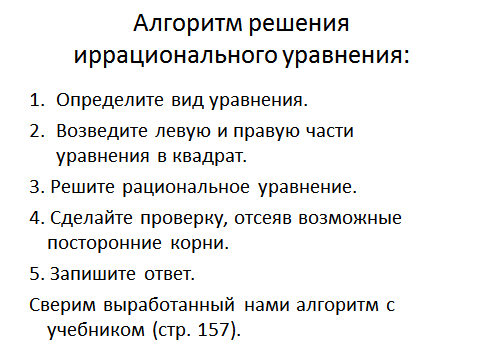 Алгоритм решения
иррационального уравнения:
1. Определите вид уравнения.
2. Возведите левую и правую части
уравнения в квадрат.
3. Решите рациональное уравнение.
4. Сделайте проверку, отсеяв возможные
посторонние корни.
5. Запишите ответ.
Сверим выработанный нами алгоритм с
учебником (стр. 157).